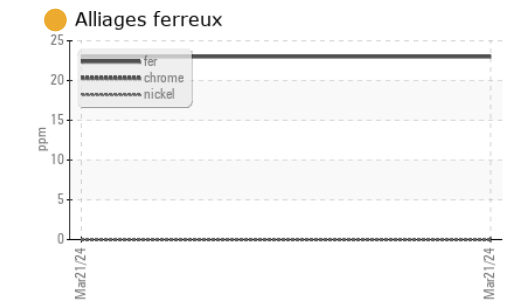 Alliages ferreux
25
20
15
10
5
0
ppm
fer
chrome
nickel
Mar21/24
Mar21/24